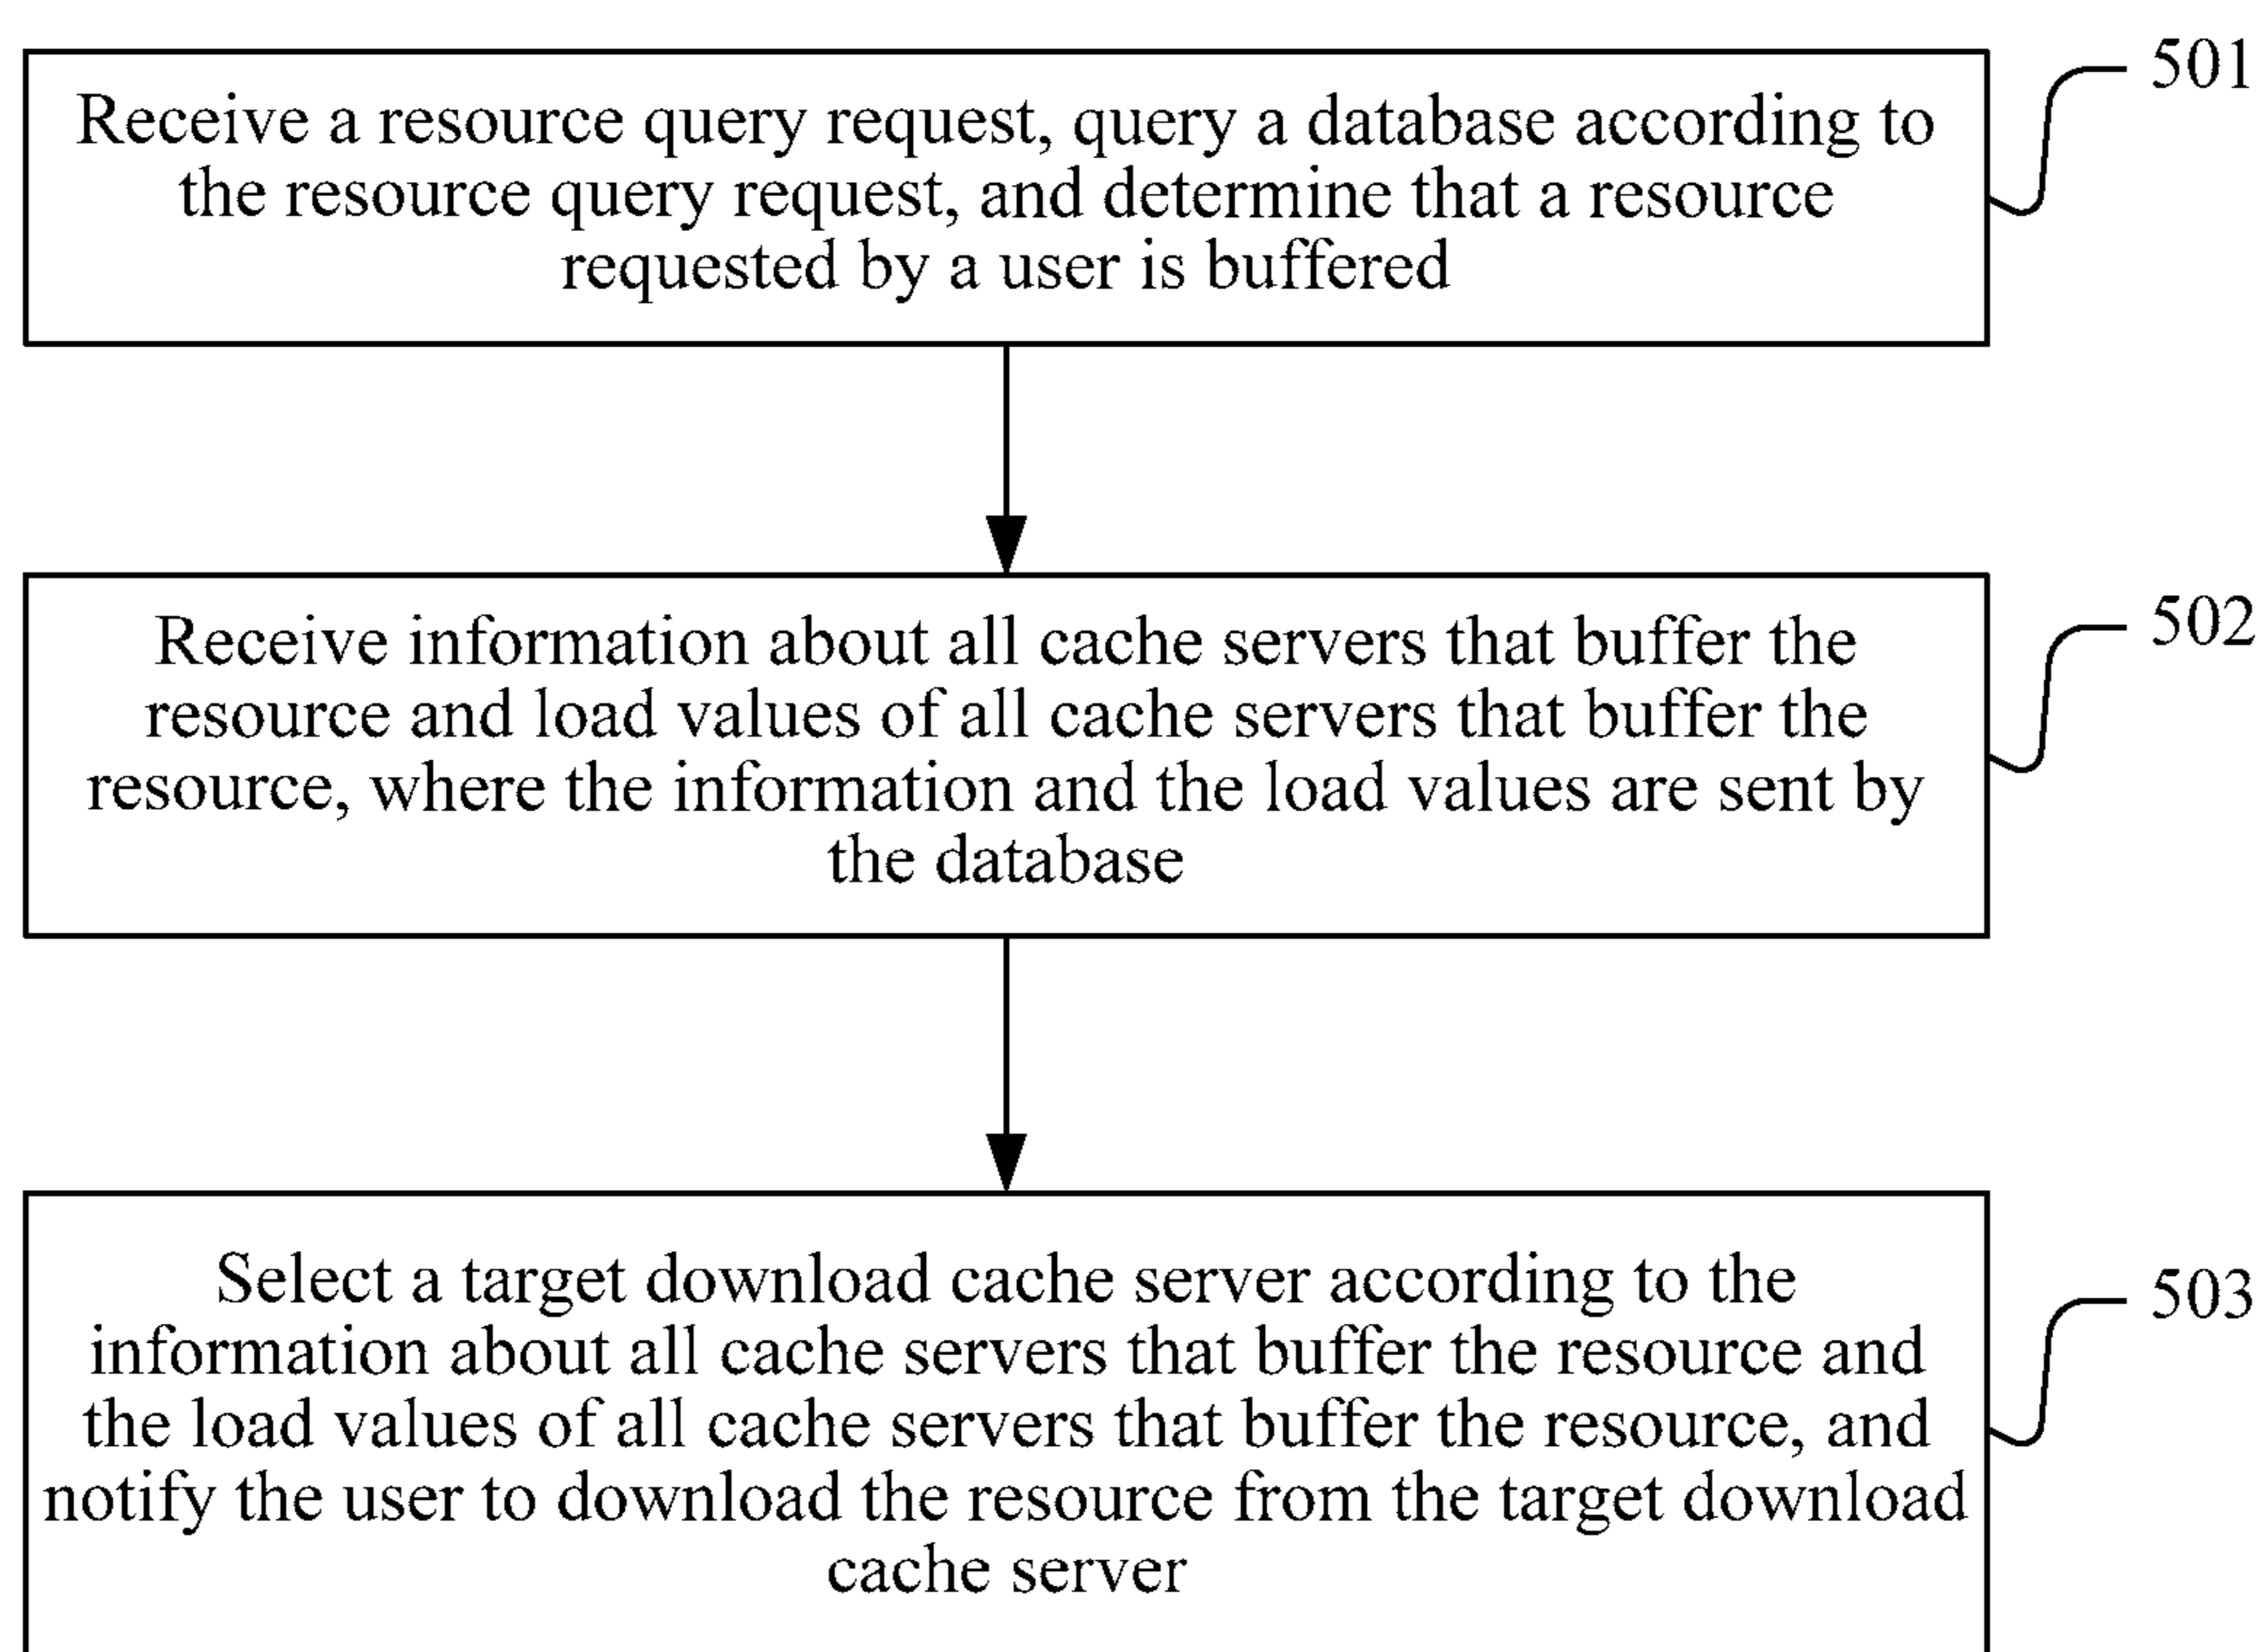 Receive a resource query request, query a database according to
the resource query request, and determine that a resource
requested by a user is buffered
501
Receive information about all cache servers that buffer the
resource and load values of all cache servers that buffer the
resource, where the information and the load values are sent by
the database
502
Select a target download cache server according to the
information about all cache servers that buffer the resource and
the load values of all cache servers that buffer the resource, and
notify the user to download the resource from the target download
cache server
503